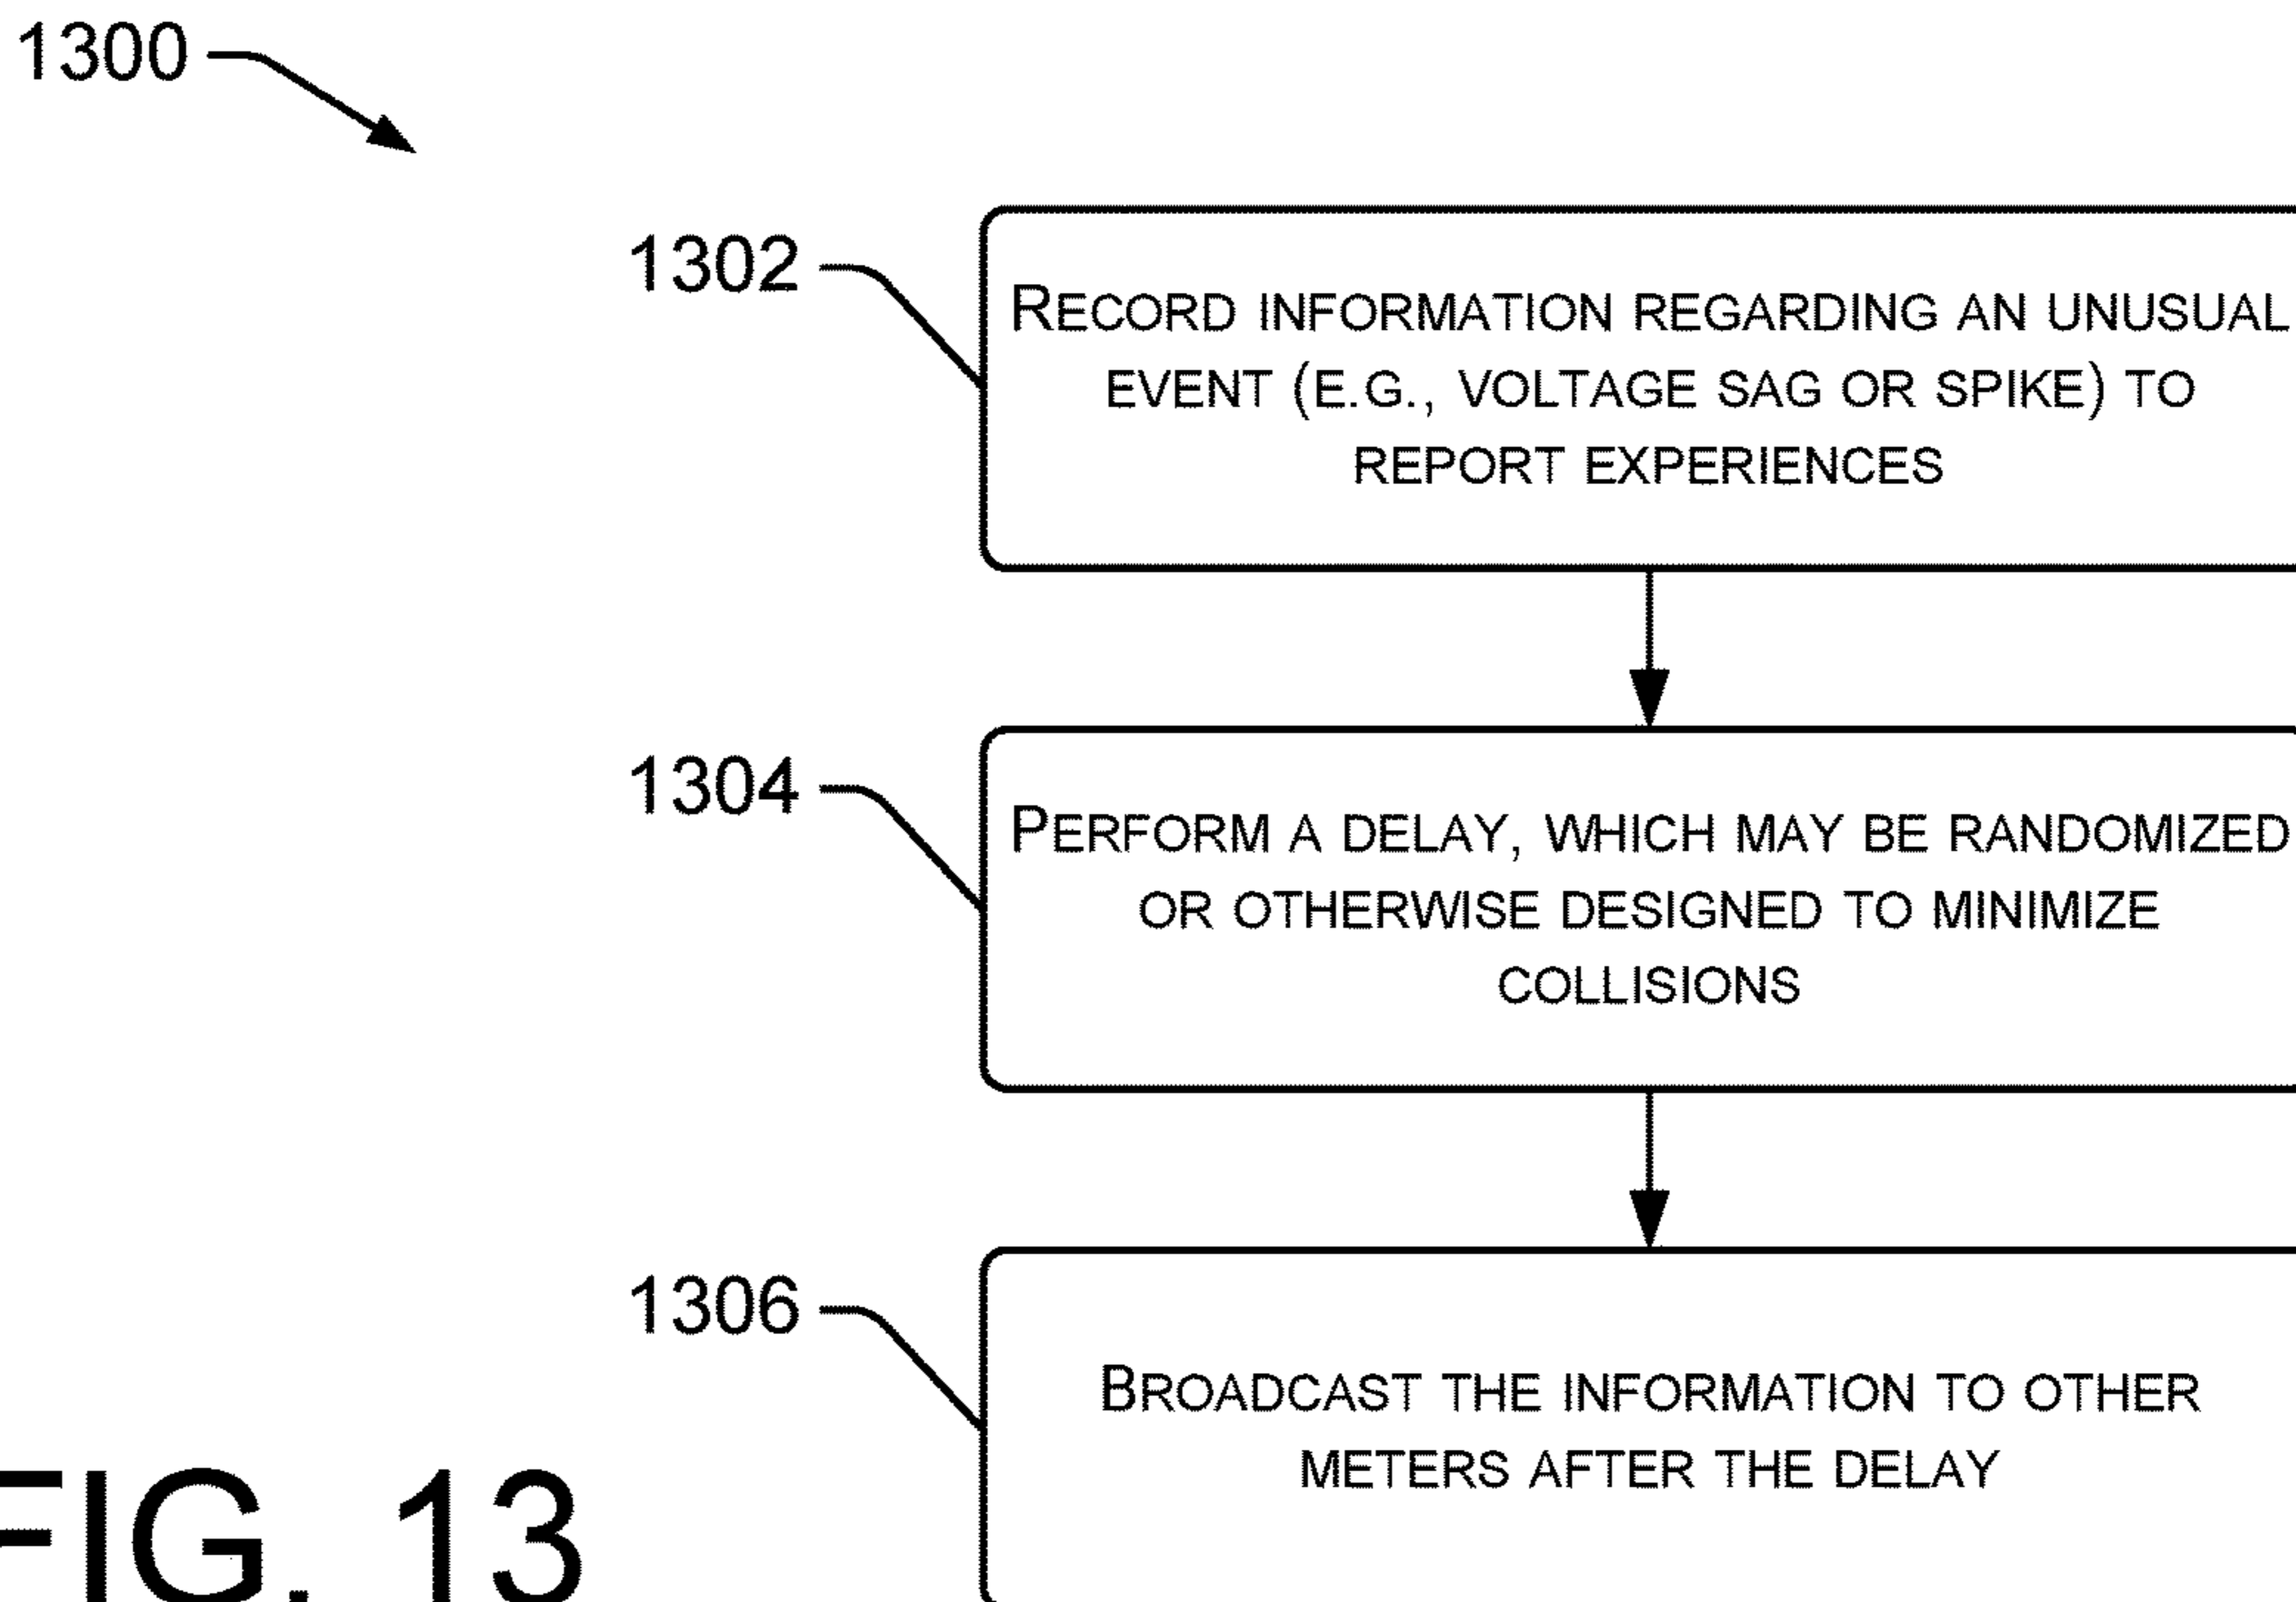 1300
1302
RECORD INFORMATION REGARDING AN UNUSUAL
EVENT (E.G., VOLTAGE SAG OR SPIKE) TO
REPORT EXPERIENCES
1304
PERFORM A DELAY, WHICH MAY BE RANDOMIZED
OR OTHERWISE DESIGNED TO MINIMIZE
COLLISIONS
1306
BROADCAST THE INFORMATION TO OTHER
METERS AFTER THE DELAY
FIG. 13